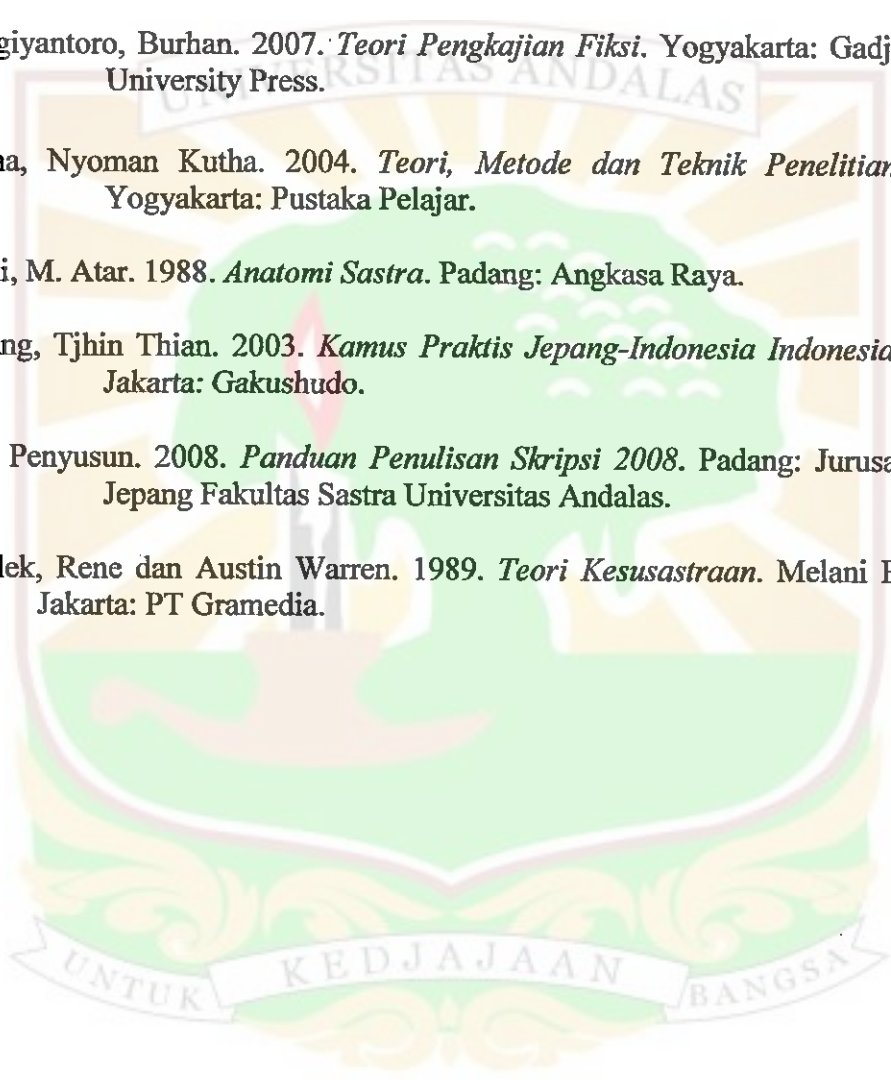 giyantoro, Burhan. 2007. Teori Pengkajian Fiksi. Yogyakarta: Gadj
University Press.
UNIVERSITAS ANDALAS
na, Nyoman Kutha. 2004. Teori, Metode dan Teknik Penelitian
Yogyakarta: Pustaka Pelajar.
i, M. Atar. 1988. Anatomi Sastra. Padang: Angkasa Raya.
ng, Tjhin Thian. 2003. Kamus Praktis Jepang-Indonesia Indonesia
Jakarta: Gakushudo.
Penyusun. 2008. Panduan Penulisan Skripsi 2008. Padang: Jurusa
Jepang Fakultas Sastra Universitas Andalas.
lek, Rene dan Austin Warren. 1989. Teori Kesusastraan. Melani B
Jakarta: PT Gramedia.
UNTUK KEDJAJAAN BANGSA